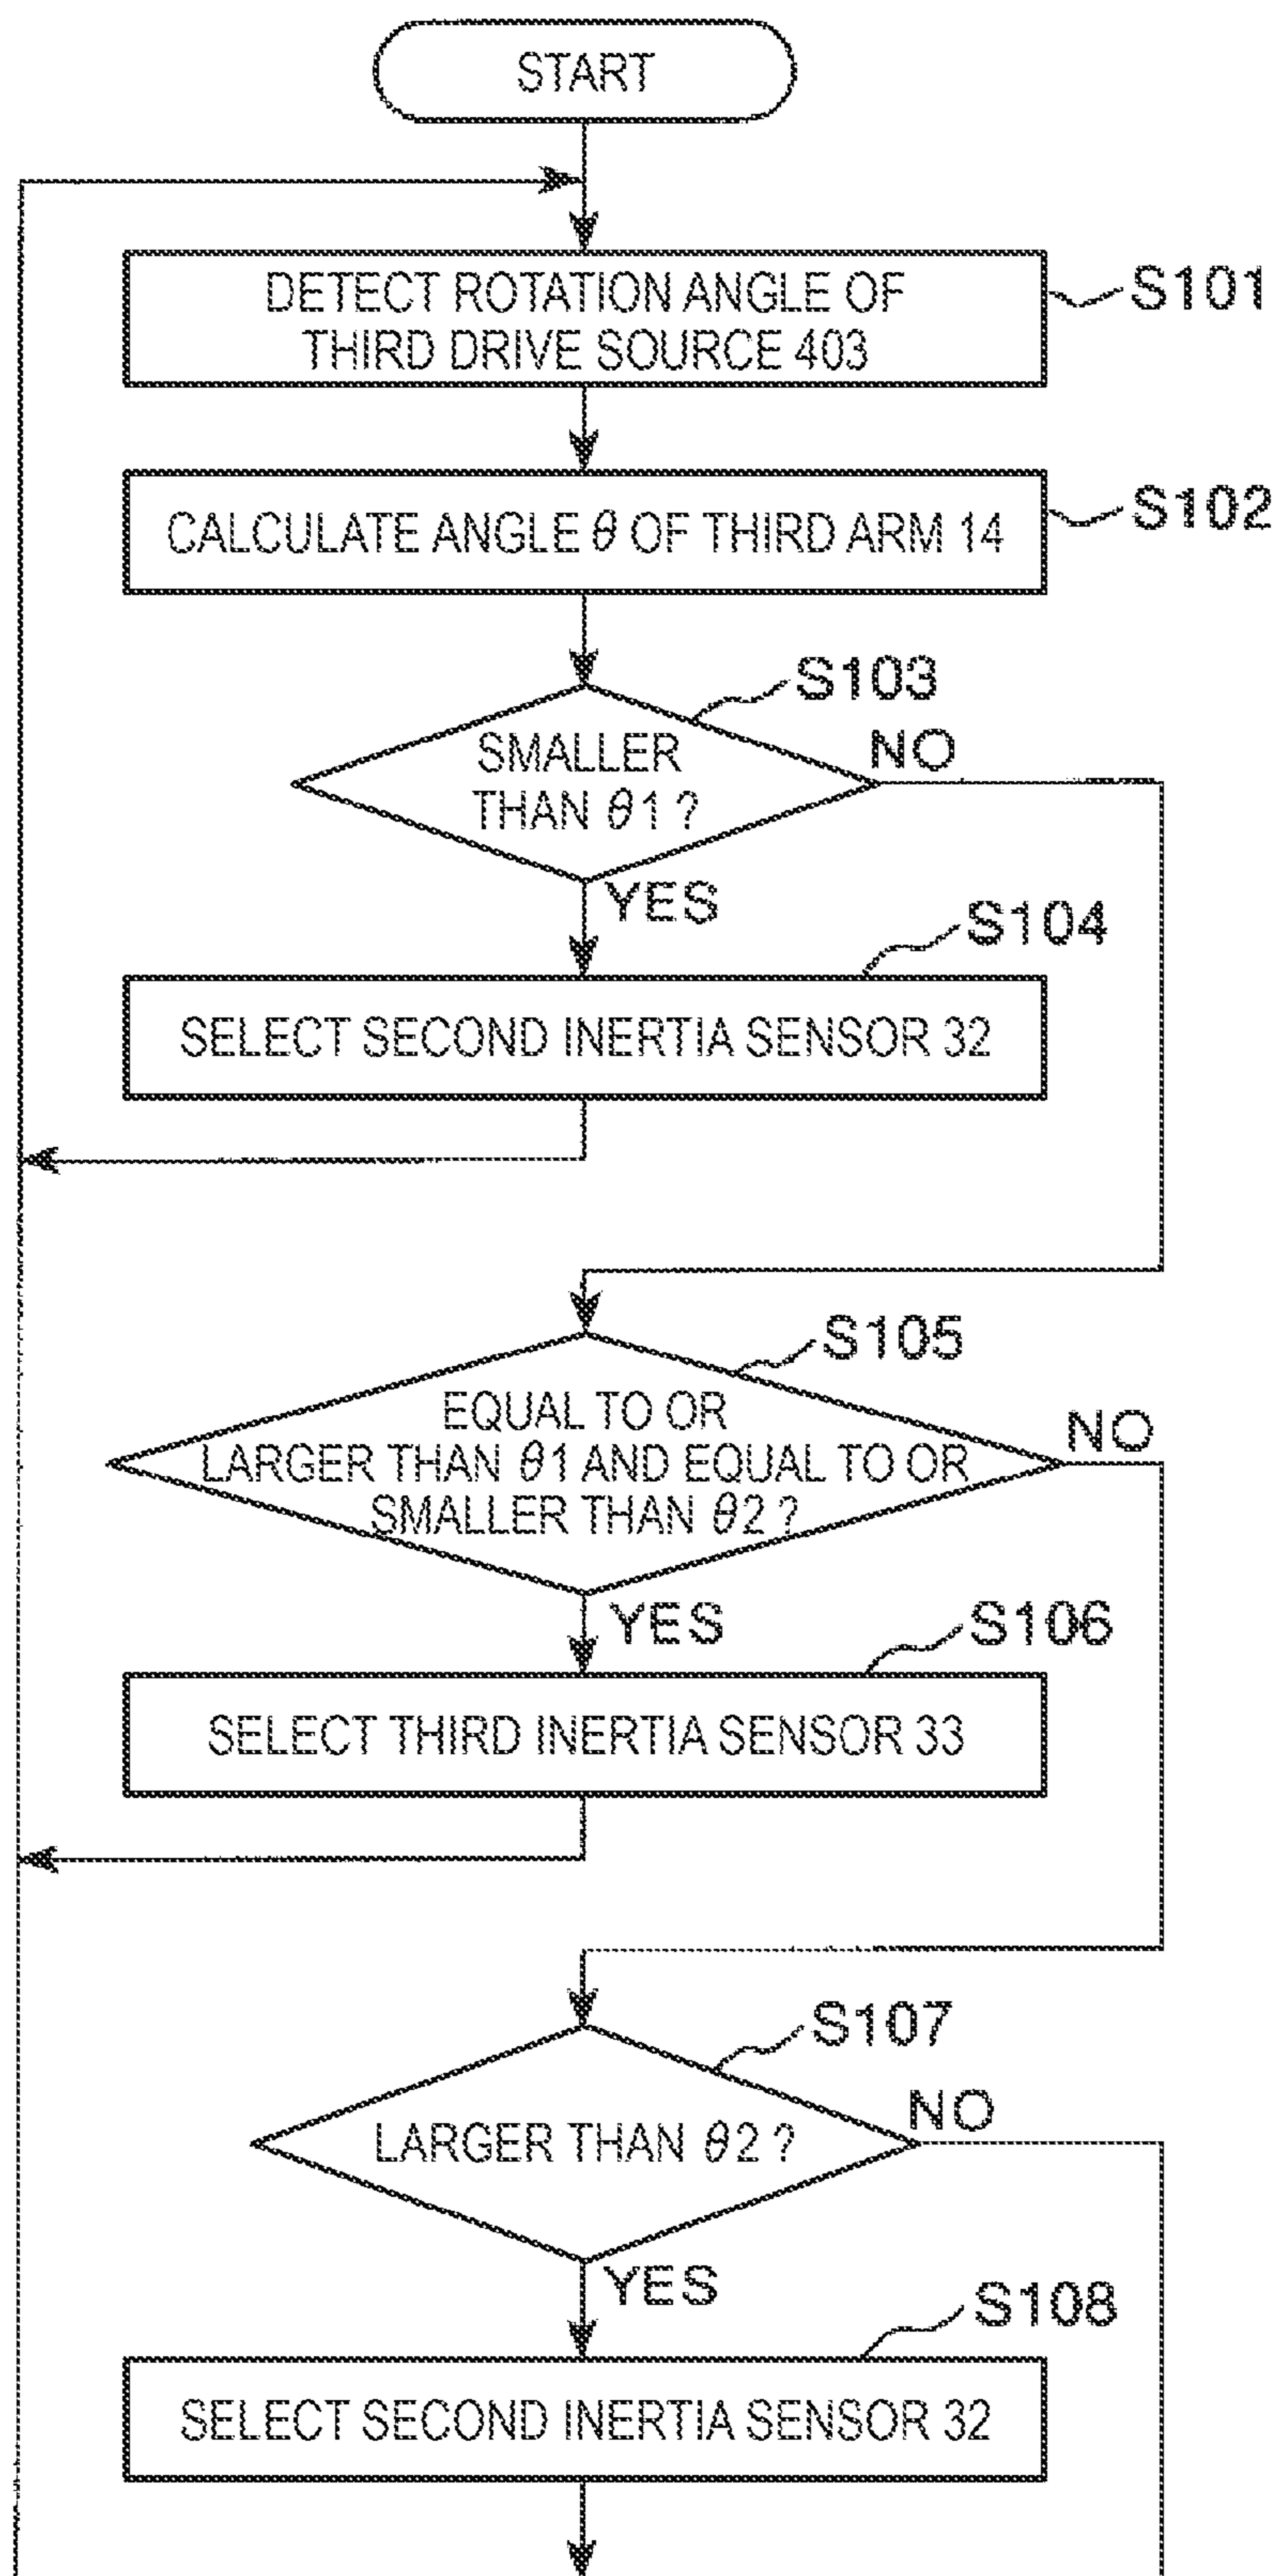 START
DETECT ROTATION ANGLE OF
THIRD DRIVE SOURCE 403
S101
CALCULATE ANGLE θ OF THIRD ARM 14
S102
S103
SMALLER
THAN θ1 ?
NO
YES
S104
SELECT SECOND INERTIA SENSOR 32
S105
EQUAL TO OR
LARGER THAN θ1 AND EQUAL TO OR
SMALLER THAN θ2 ?
NO
YES
S106
SELECT THIRD INERTIA SENSOR 33
S107
LARGER THAN θ2 ?
NO
YES
S108
SELECT SECOND INERTIA SENSOR 32